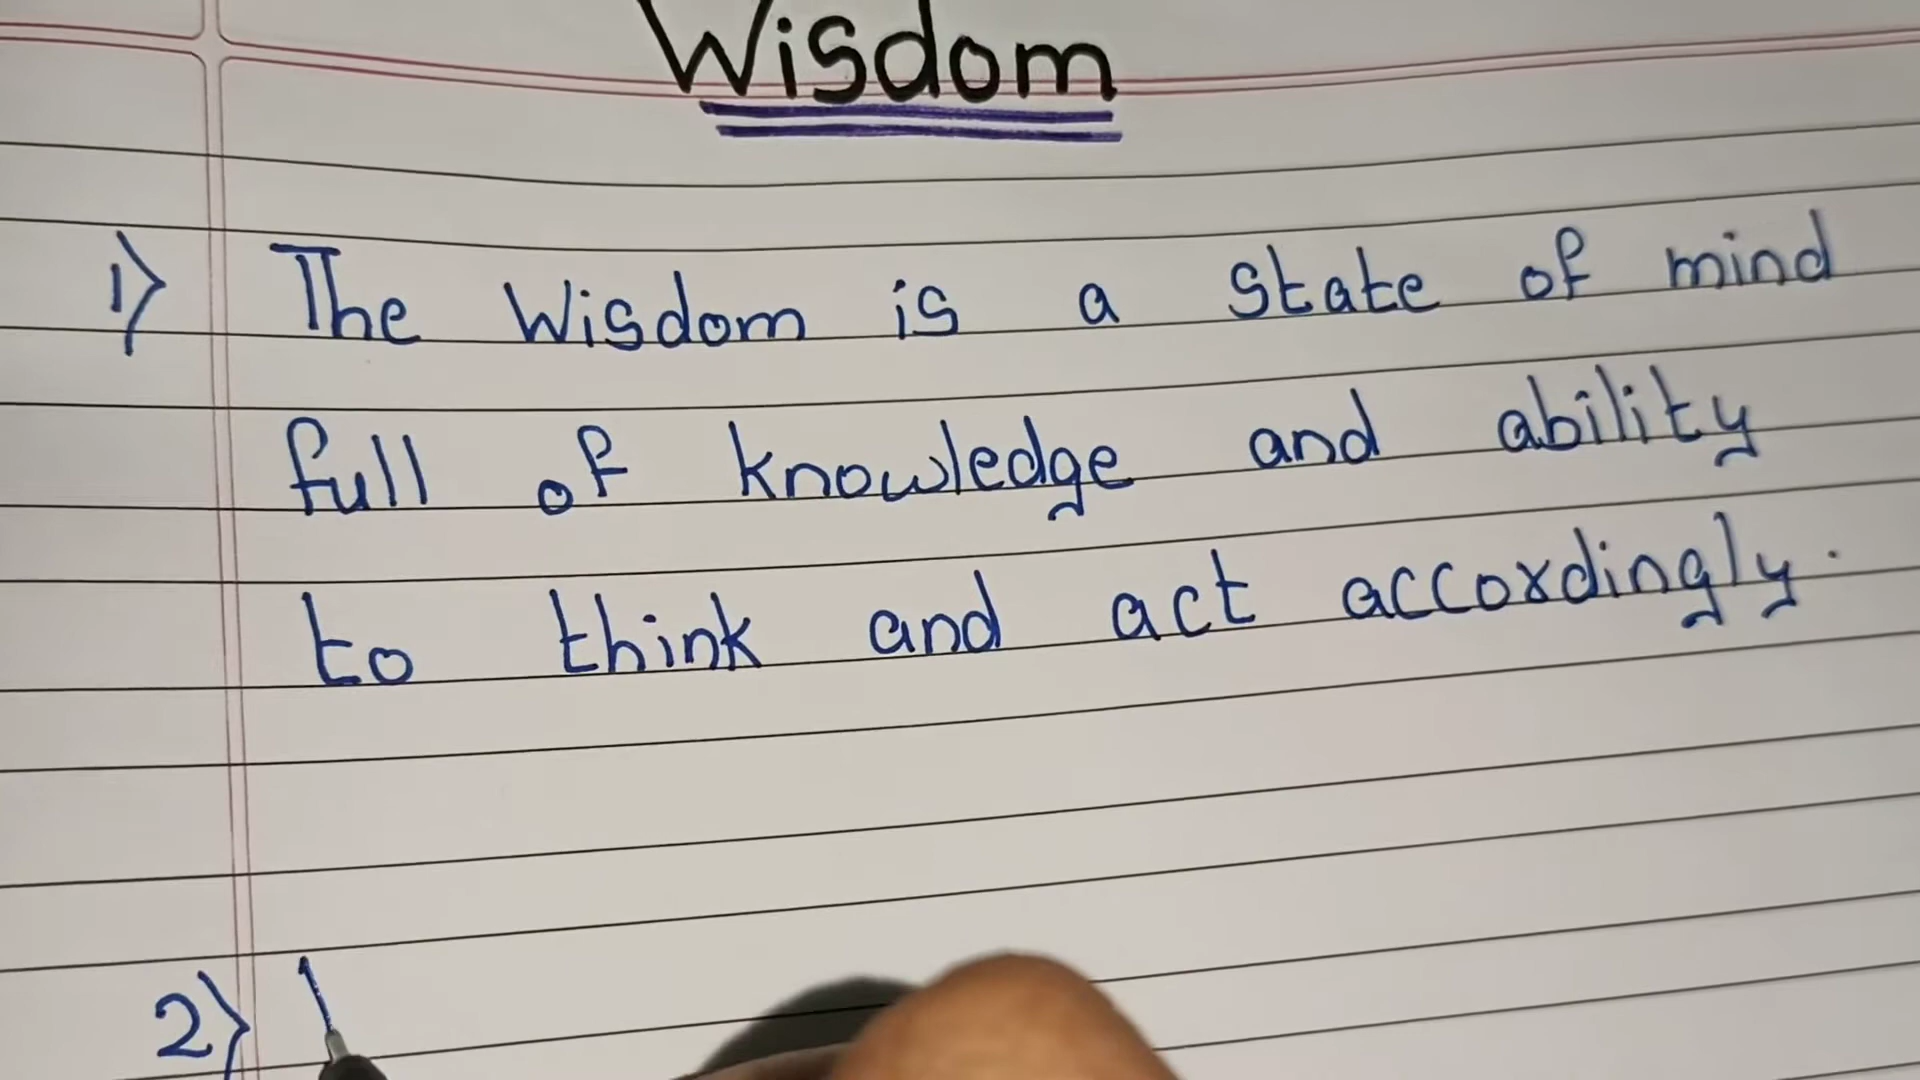 Wisdom
1) The Wisdom is a state of mind
full of knowledge and ability
to think and act accordingly.
2)